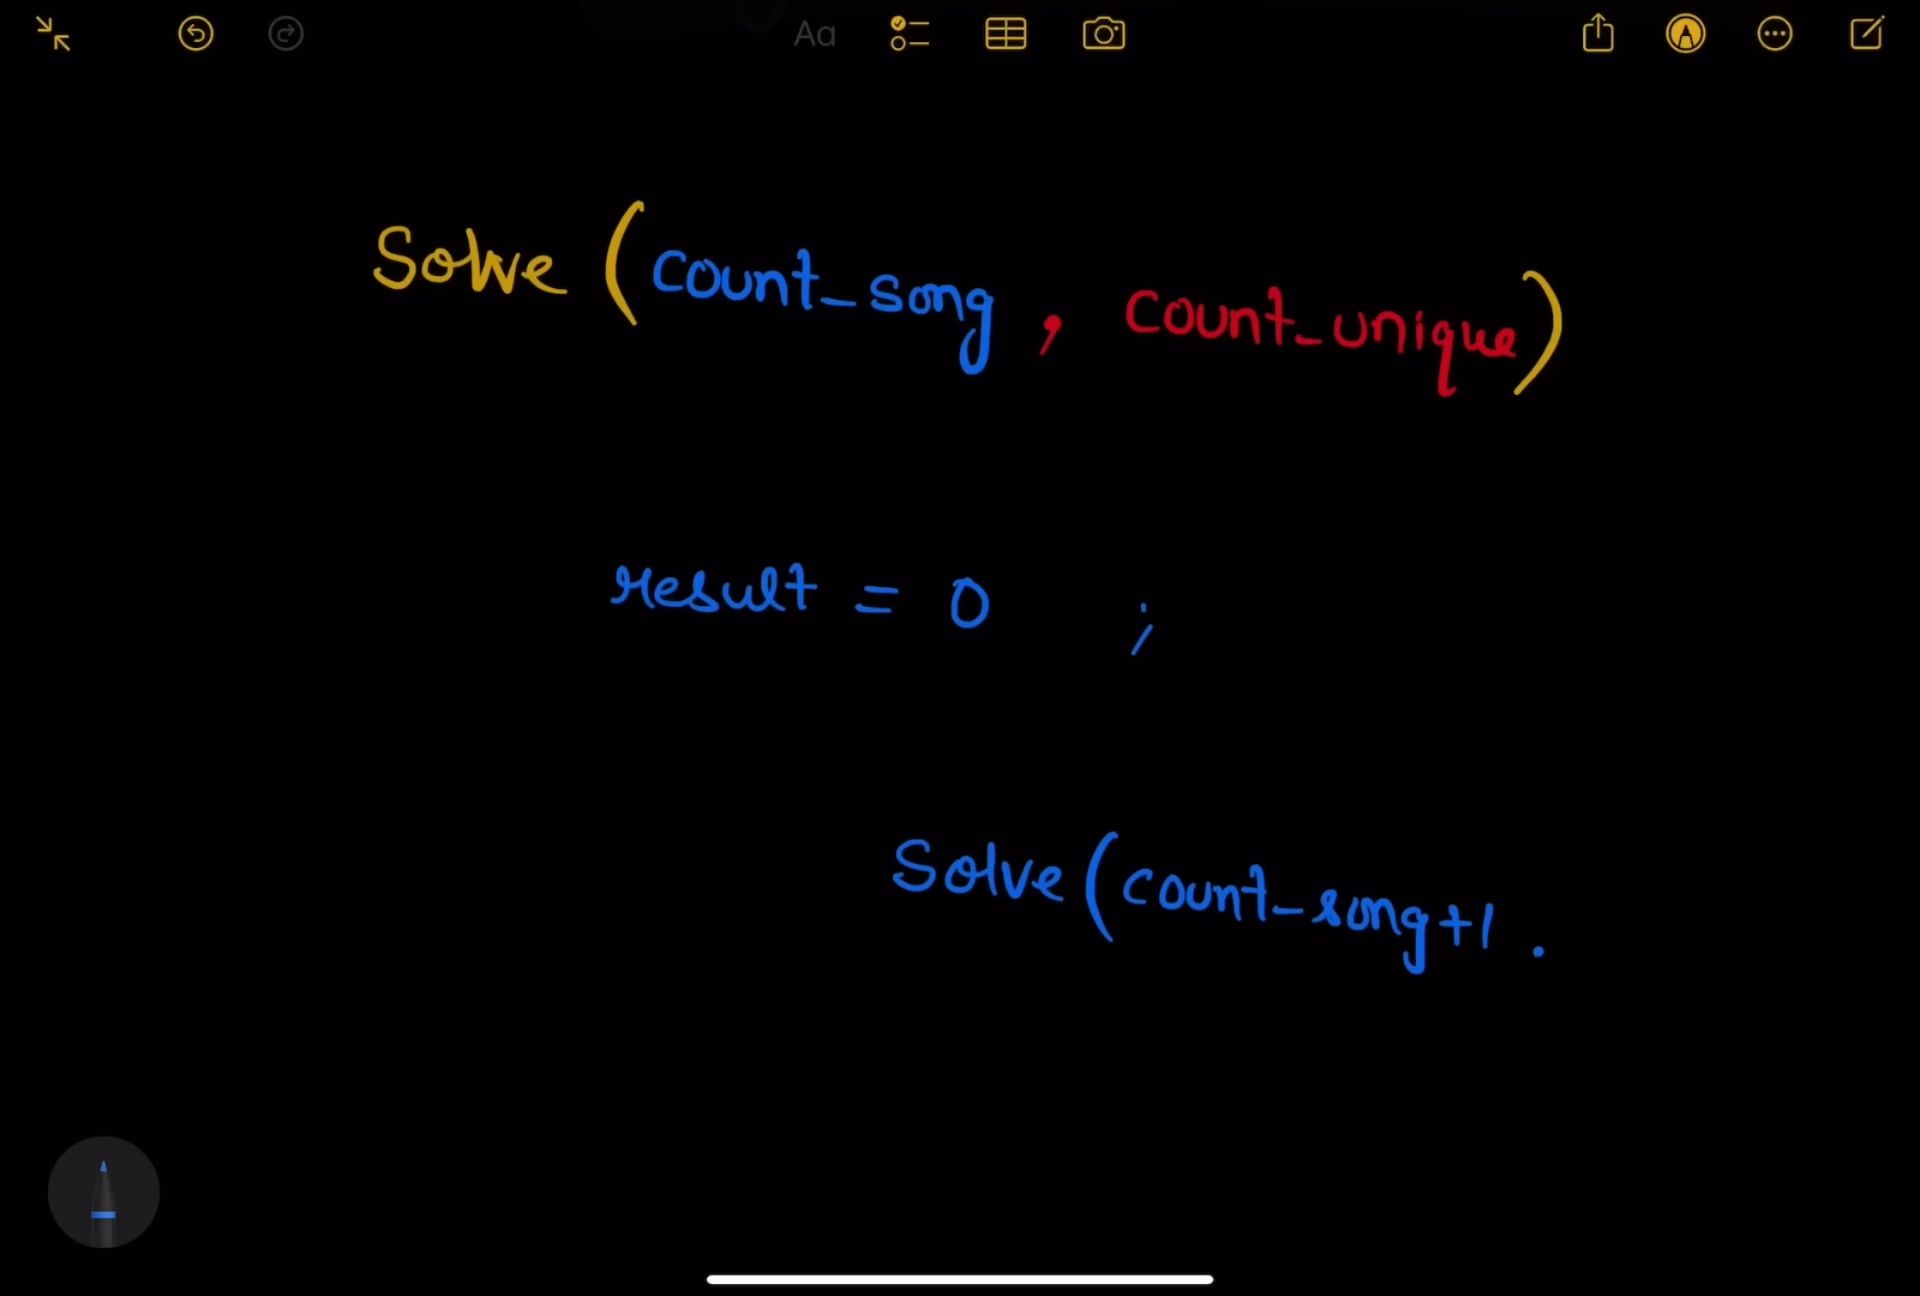 Aa
Solve (count_song , count_unique)
result = 0 ;
Solve (count_song+1 .